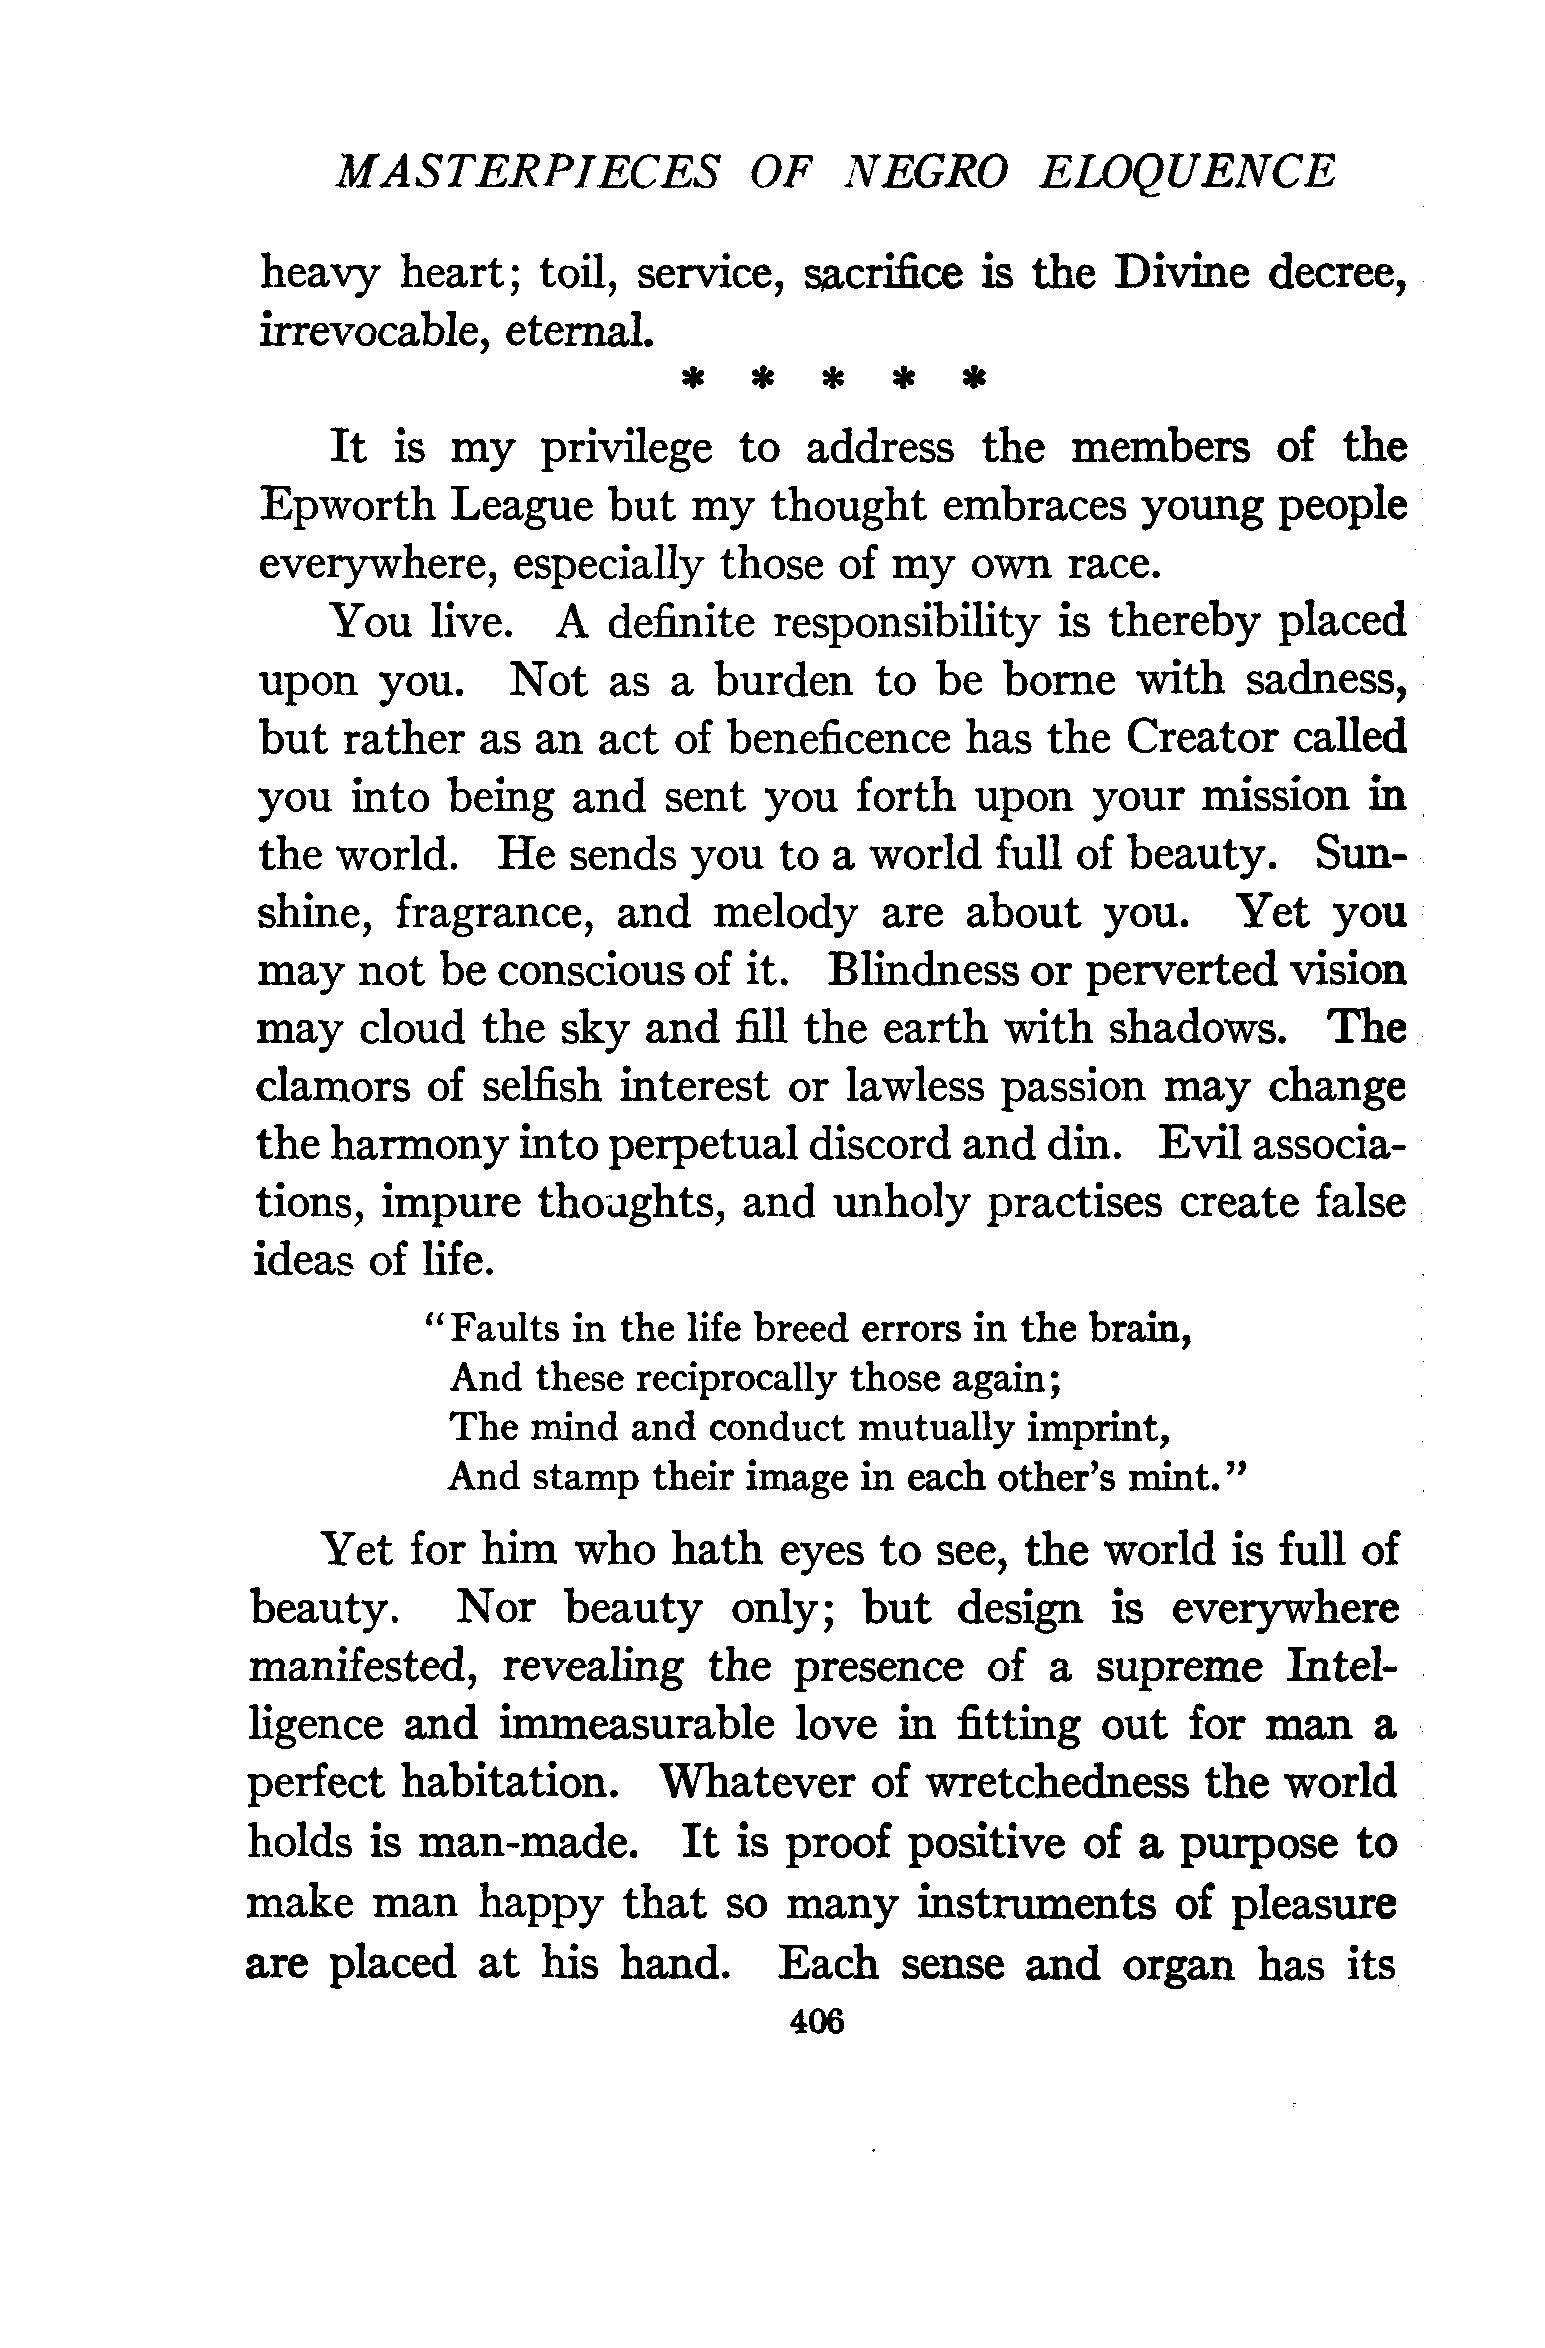 MASTERPIECES OF NEGRO ELOQUENCE
heavy heart; toil, service, sacrifice is the Divine decree,
irrevocable, eternal.
* * * * *
It is my privilege to address the members of the
Epworth League but my thought embraces young people
everywhere, especially those of my own race.
You live. A definite responsibility is thereby placed
upon you. Not as a burden to be borne with sadness,
but rather as an act of beneficence has the Creator called
you into being and sent you forth upon your mission in
the world. He sends you to a world full of beauty. Sun-
shine, fragrance, and melody are about you. Yet you
may not be conscious of it. Blindness or perverted vision
may cloud the sky and fill the earth with shadows. The
clamors of selfish interest or lawless passion may change
the harmony into perpetual discord and din. Evil associa-
tions, impure thoughts, and unholy practises create false
ideas of life.
“Faults in the life breed errors in the brain,
And these reciprocally those again;
The mind and conduct mutually imprint,
And stamp their image in each other’s mint.”
Yet for him who hath eyes to see, the world is full of
beauty. Nor beauty only; but design is everywhere
manifested, revealing the presence of a supreme Intel-
ligence and immeasurable love in fitting out for man a
perfect habitation. Whatever of wretchedness the world
holds is man-made. It is proof positive of a purpose to
make man happy that so many instruments of pleasure
are placed at his hand. Each sense and organ has its
406